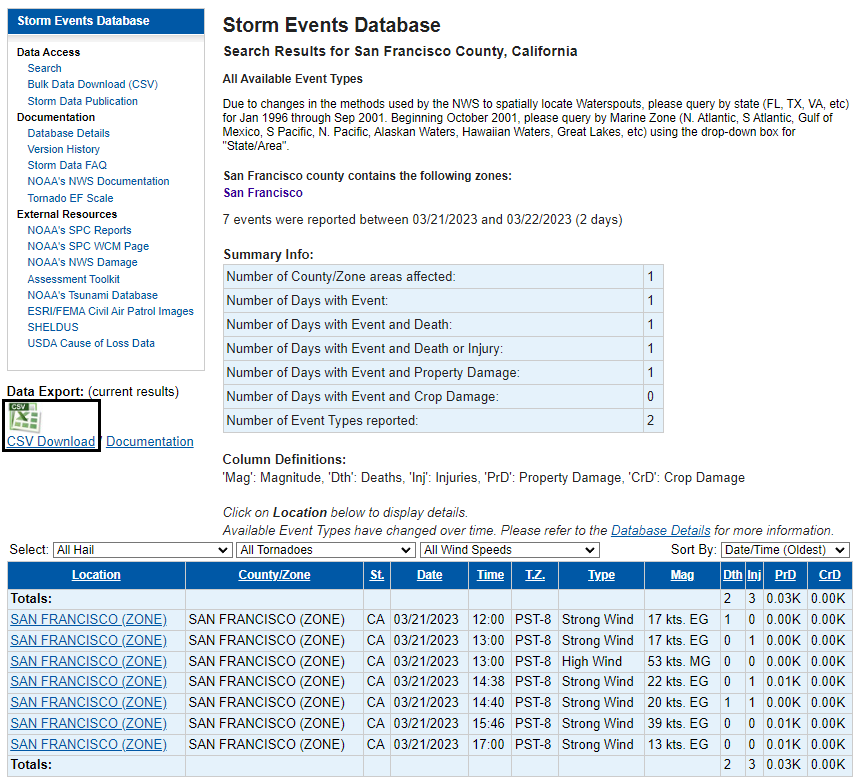 Storm Events Database
Data Access
Search
Bulk Data Download (CSV)
Storm Data Publication
Documentation
Database Details
Version History
Storm Data FAQ
NOAA's NWS Documentation
Tornado EF Scale
External Resources
NOAA's SPC Reports
NOAA's SPC WCM Page
NOAA's NWS Damage
Assessment Toolkit
NOAA's Tsunami Database
ESRI/FEMA Civil Air Patrol Images
SHELDUS
USDA Cause of Loss Data
Data Export: (current results)
CSV
CSV Download / Documentation
Storm Events Database
Search Results for San Francisco County, California
All Available Event Types
Due to changes in the methods used by the NWS to spatially locate Waterspouts, please query by state (FL, TX, VA, etc)
for Jan 1996 through Sep 2001. Beginning October 2001, please query by Marine Zone (N. Atlantic, S Atlantic, Gulf of
Mexico, S Pacific, N. Pacific, Alaskan Waters, Hawaiian Waters, Great Lakes, etc) using the drop-down box for
"State/Area".
San Francisco county contains the following zones:
San Francisco
7 events were reported between 03/21/2023 and 03/22/2023 (2 days)
Summary Info:
Number of County/Zone areas affected: 1
Number of Days with Event: 1
Number of Days with Event and Death: 1
Number of Days with Event and Death or Injury: 1
Number of Days with Event and Property Damage: 1
Number of Days with Event and Crop Damage: 0
Number of Event Types reported: 2
Column Definitions:
'Mag': Magnitude, 'Dth': Deaths, 'Inj': Injuries, 'PrD': Property Damage, 'CrD': Crop Damage
Click on Location below to display details.
Available Event Types have changed over time. Please refer to the Database Details for more information.
Select: All Hail All Tornadoes All Wind Speeds Sort By: Date/Time (Oldest)
Location County/Zone St. Date Time T.Z. Type Mag Dth Inj PrD CrD
Totals: 2 3 0.03K 0.00K
SAN FRANCISCO (ZONE) SAN FRANCISCO (ZONE) CA 03/21/2023 12:00 PST-8 Strong Wind 17 kts. EG 1 0 0.00K 0.00K
SAN FRANCISCO (ZONE) SAN FRANCISCO (ZONE) CA 03/21/2023 13:00 PST-8 Strong Wind 17 kts. EG 0 1 0.00K 0.00K
SAN FRANCISCO (ZONE) SAN FRANCISCO (ZONE) CA 03/21/2023 13:00 PST-8 High Wind 53 kts. MG 0 0 0.00K 0.00K
SAN FRANCISCO (ZONE) SAN FRANCISCO (ZONE) CA 03/21/2023 14:38 PST-8 Strong Wind 22 kts. EG 0 1 0.01K 0.00K
SAN FRANCISCO (ZONE) SAN FRANCISCO (ZONE) CA 03/21/2023 14:40 PST-8 Strong Wind 20 kts. EG 1 1 0.00K 0.00K
SAN FRANCISCO (ZONE) SAN FRANCISCO (ZONE) CA 03/21/2023 15:46 PST-8 Strong Wind 39 kts. EG 0 0 0.01K 0.00K
SAN FRANCISCO (ZONE) SAN FRANCISCO (ZONE) CA 03/21/2023 17:00 PST-8 Strong Wind 13 kts. EG 0 0 0.01K 0.00K
Totals: 2 3 0.03K 0.00K